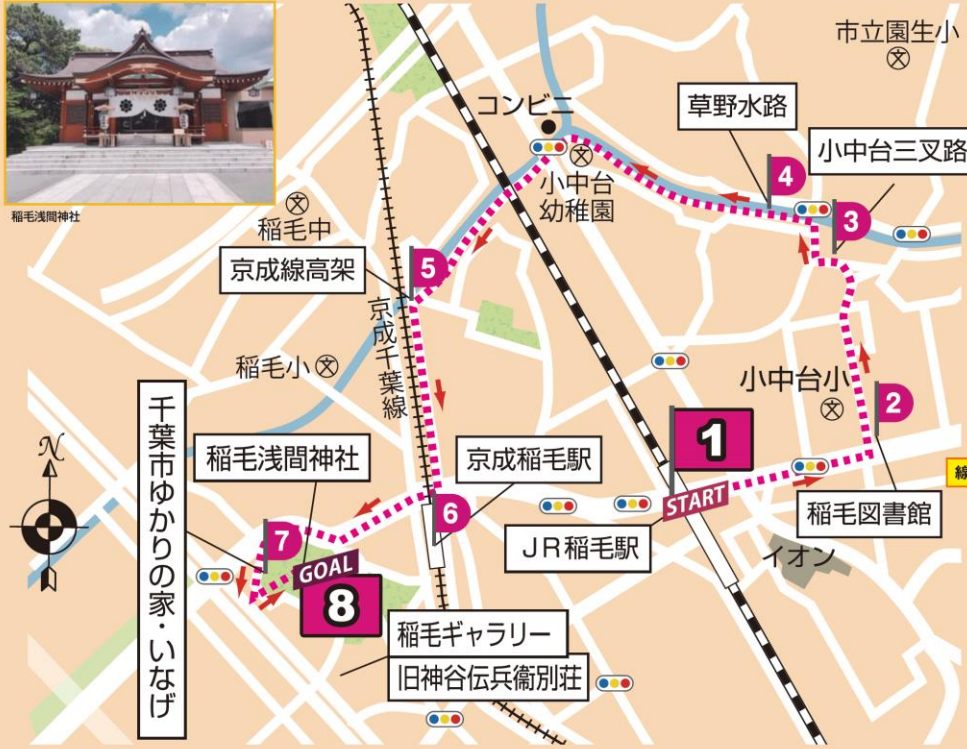 稲毛浅間神社
市立園生小
コンビニ
草野水路
小中台三叉路
4
3
小中台
幼稚園
稲毛中
京成線高架
5
京成千葉線
稲毛小
小中台小
2
N
千葉市ゆかりの家・いなげ
稲毛浅間神社
京成稲毛駅
1
START
線
稲毛図書館
6
JR稲毛駅
イオン
7
GOAL
8
稲毛ギャラリー
旧神谷伝兵衞別荘